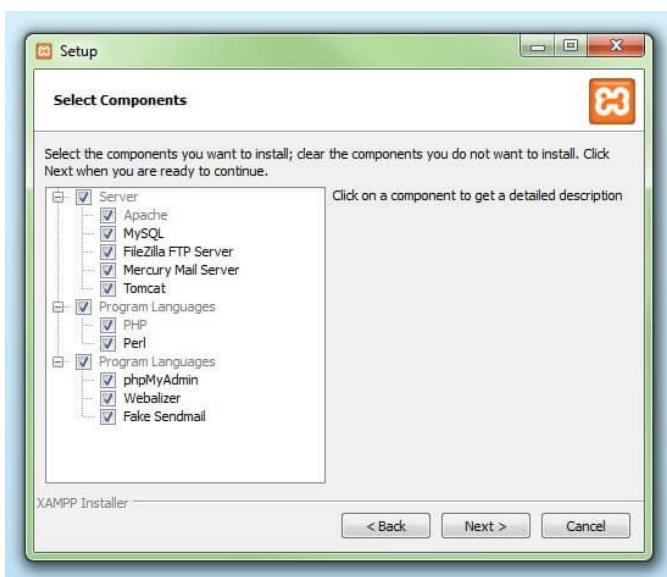 Setup
Select Components
Select the components you want to install; clear the components you do not want to install. Click
Next when you are ready to continue.
Server
Apache
MySQL
FileZilla FTP Server
Mercury Mail Server
Tomcat
Program Languages
PHP
Perl
Program Languages
phpMyAdmin
Webalizer
Fake Sendmail
Click on a component to get a detailed description
XAMPP Installer
< Back
Next >
Cancel